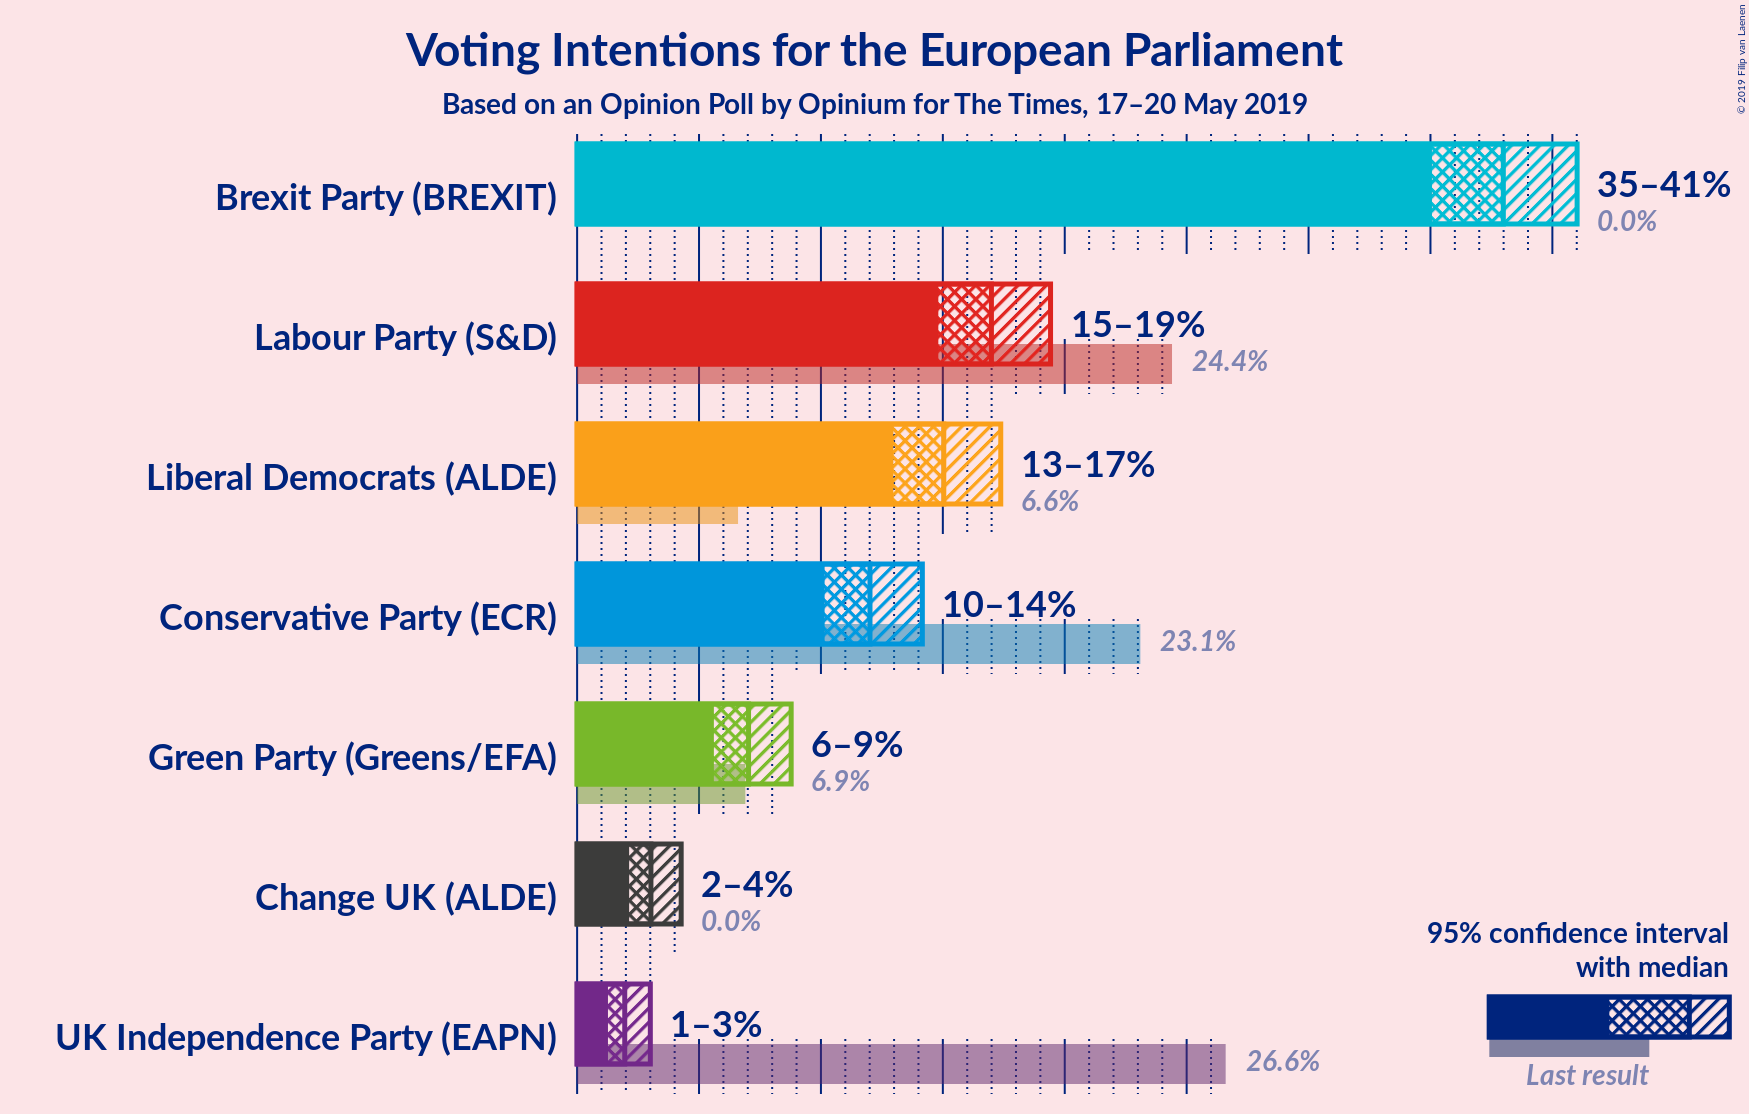 Voting Intentions for the European Parliament
Based on an Opinion Poll by Opinium for The Times, 17–20 May 2019
© 2019 Filip van Laenen
Brexit Party (BREXIT)
35–41%
0.0%
Labour Party (S&D)
15–19%
24.4%
Liberal Democrats (ALDE)
13–17%
6.6%
Conservative Party (ECR)
10–14%
23.1%
Green Party (Greens/EFA)
6–9%
6.9%
Change UK (ALDE)
2–4%
0.0%
UK Independence Party (EAPN)
1–3%
26.6%
95% confidence interval
with median
Last result